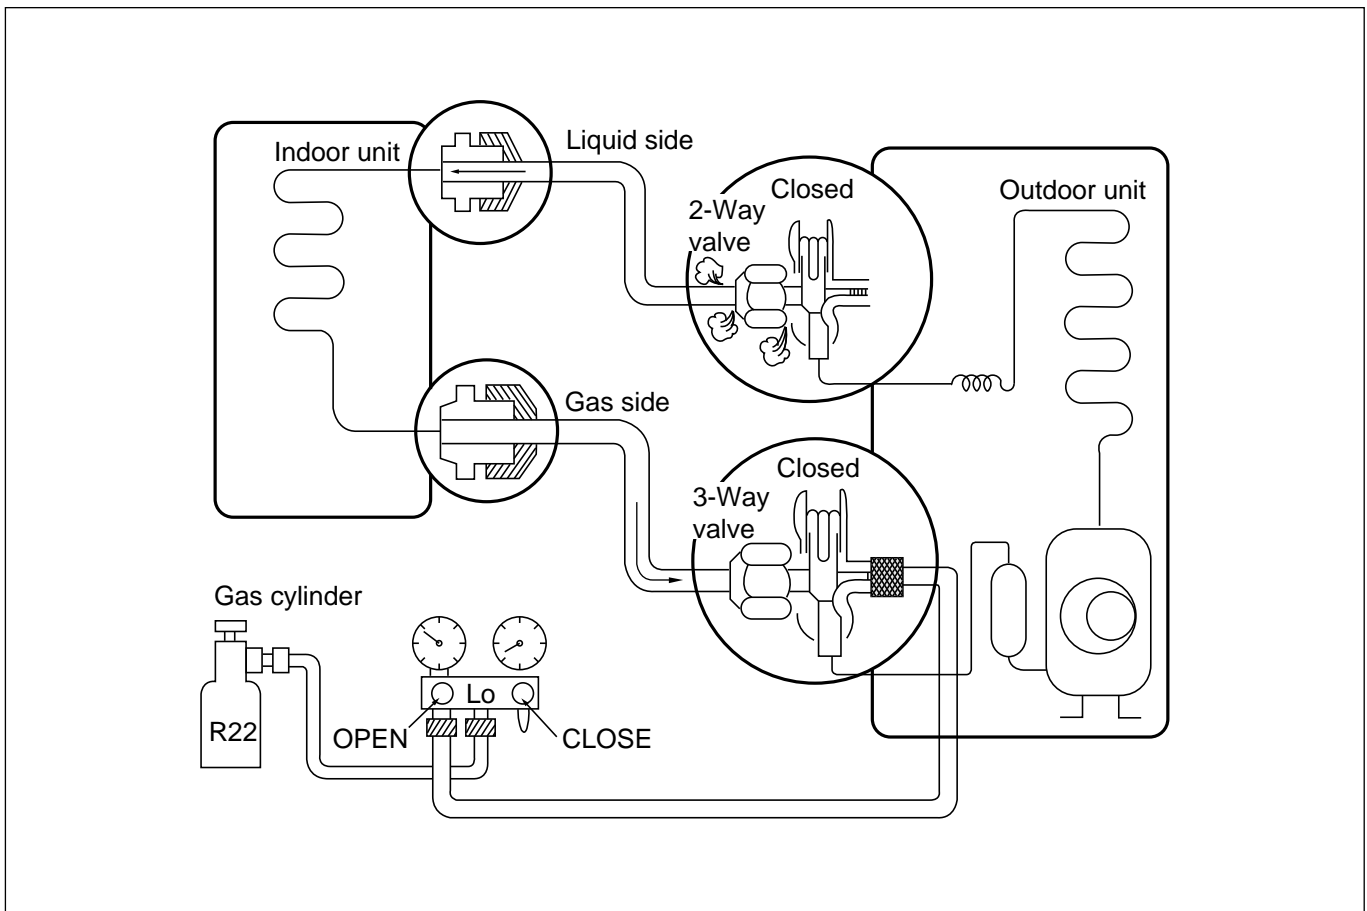 Indoor unit
Liquid side
Closed
2-Way
valve
Outdoor unit
Gas side
Closed
3-Way
valve
Gas cylinder
Lo
R22
OPEN
CLOSE